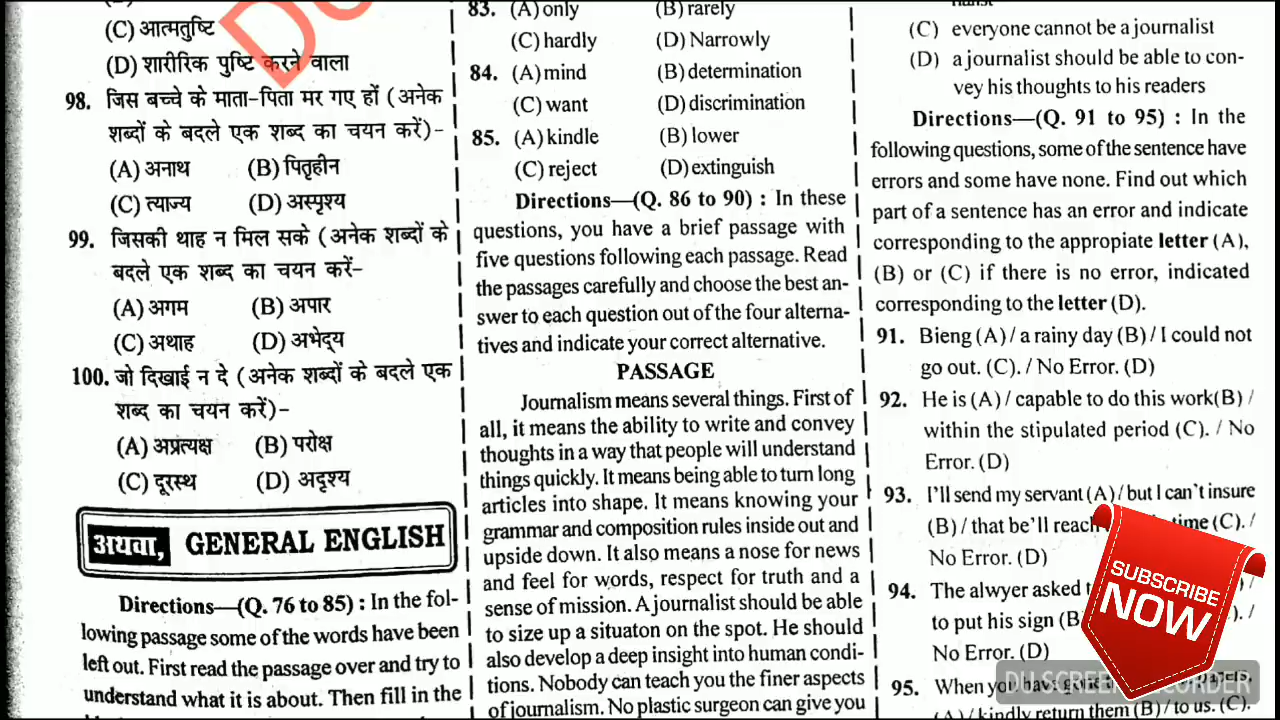 (C) आत्मतुष्टि
(D) शारीरिक पुष्टि करने वाला
98. जिस बच्चे के माता-पिता मर गए हों (अनेक
शब्दों के बदले एक शब्द का चयन करें)-
(A) अनाथ (B) पितृहीन
(C) त्याज्य (D) अस्पृश्य
99. जिसकी थाह न मिल सके (अनेक शब्दों के
बदले एक शब्द का चयन करें-
(A) अगम (B) अपार
(C) अथाह (D) अभेद्य
100. जो दिखाई न दे (अनेक शब्दों के बदले एक
शब्द का चयन करें)-
(A) अप्रत्यक्ष (B) परोक्ष
(C) दूरस्थ (D) अदृश्य
अथवा, GENERAL ENGLISH
Directions—(Q. 76 to 85) : In the fol-
lowing passage some of the words have been
left out. First read the passage over and try to
understand what it is about. Then fill in the
83. (A) only (B) rarely
(C) hardly (D) Narrowly
84. (A) mind (B) determination
(C) want (D) discrimination
85. (A) kindle (B) lower
(C) reject (D) extinguish
Directions—(Q. 86 to 90) : In these
questions, you have a brief passage with
five questions following each passage. Read
the passages carefully and choose the best an-
swer to each question out of the four alterna-
tives and indicate your correct alternative.
PASSAGE
Journalism means several things. First of
all, it means the ability to write and convey
thoughts in a way that people will understand
things quickly. It means being able to turn long
articles into shape. It means knowing your
grammar and composition rules inside out and
upside down. It also means a nose for news
and feel for words, respect for truth and a
sense of mission. A journalist should be able
to size up a situaton on the spot. He should
also develop a deep insight into human condi-
tions. Nobody can teach you the finer aspects
of journalism. No plastic surgeon can give you
(C) everyone cannot be a journalist
(D) a journalist should be able to con-
vey his thoughts to his readers
Directions—(Q. 91 to 95) : In the
following questions, some of the sentence have
errors and some have none. Find out which
part of a sentence has an error and indicate
corresponding to the appropiate letter (A),
(B) or (C) if there is no error, indicated
corresponding to the letter (D).
91. Bieng (A) / a rainy day (B) / I could not
go out. (C). / No Error. (D)
92. He is (A) / capable to do this work(B) /
within the stipulated period (C). / No
Error. (D)
93. I'll send my servant (A) / but I can't insure
(B) / that be'll reach time (C). /
No Error. (D)
94. The alwyer asked
to put his sign (B /
No Error. (D)
95. When you have
(A) / kindly return them (B) / to us. (C).
SUBSCRIBE
NOW
DU SCREEN RECORDER